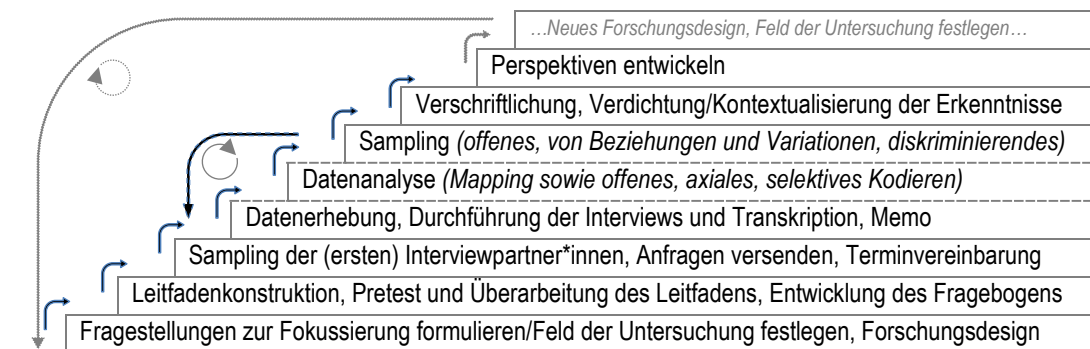 …Neues Forschungsdesign, Feld der Untersuchung festlegen…
Perspektiven entwickeln
Verschriftlichung, Verdichtung/Kontextualisierung der Erkenntnisse
Sampling (offenes, von Beziehungen und Variationen, diskriminierendes)
Datenanalyse (Mapping sowie offenes, axiales, selektives Kodieren)
Datenerhebung, Durchführung der Interviews und Transkription, Memo
Sampling der (ersten) Interviewpartner*innen, Anfragen versenden, Terminvereinbarung
Leitfadenkonstruktion, Pretest und Überarbeitung des Leitfadens, Entwicklung des Fragebogens
Fragestellungen zur Fokussierung formulieren/Feld der Untersuchung festlegen, Forschungsdesign